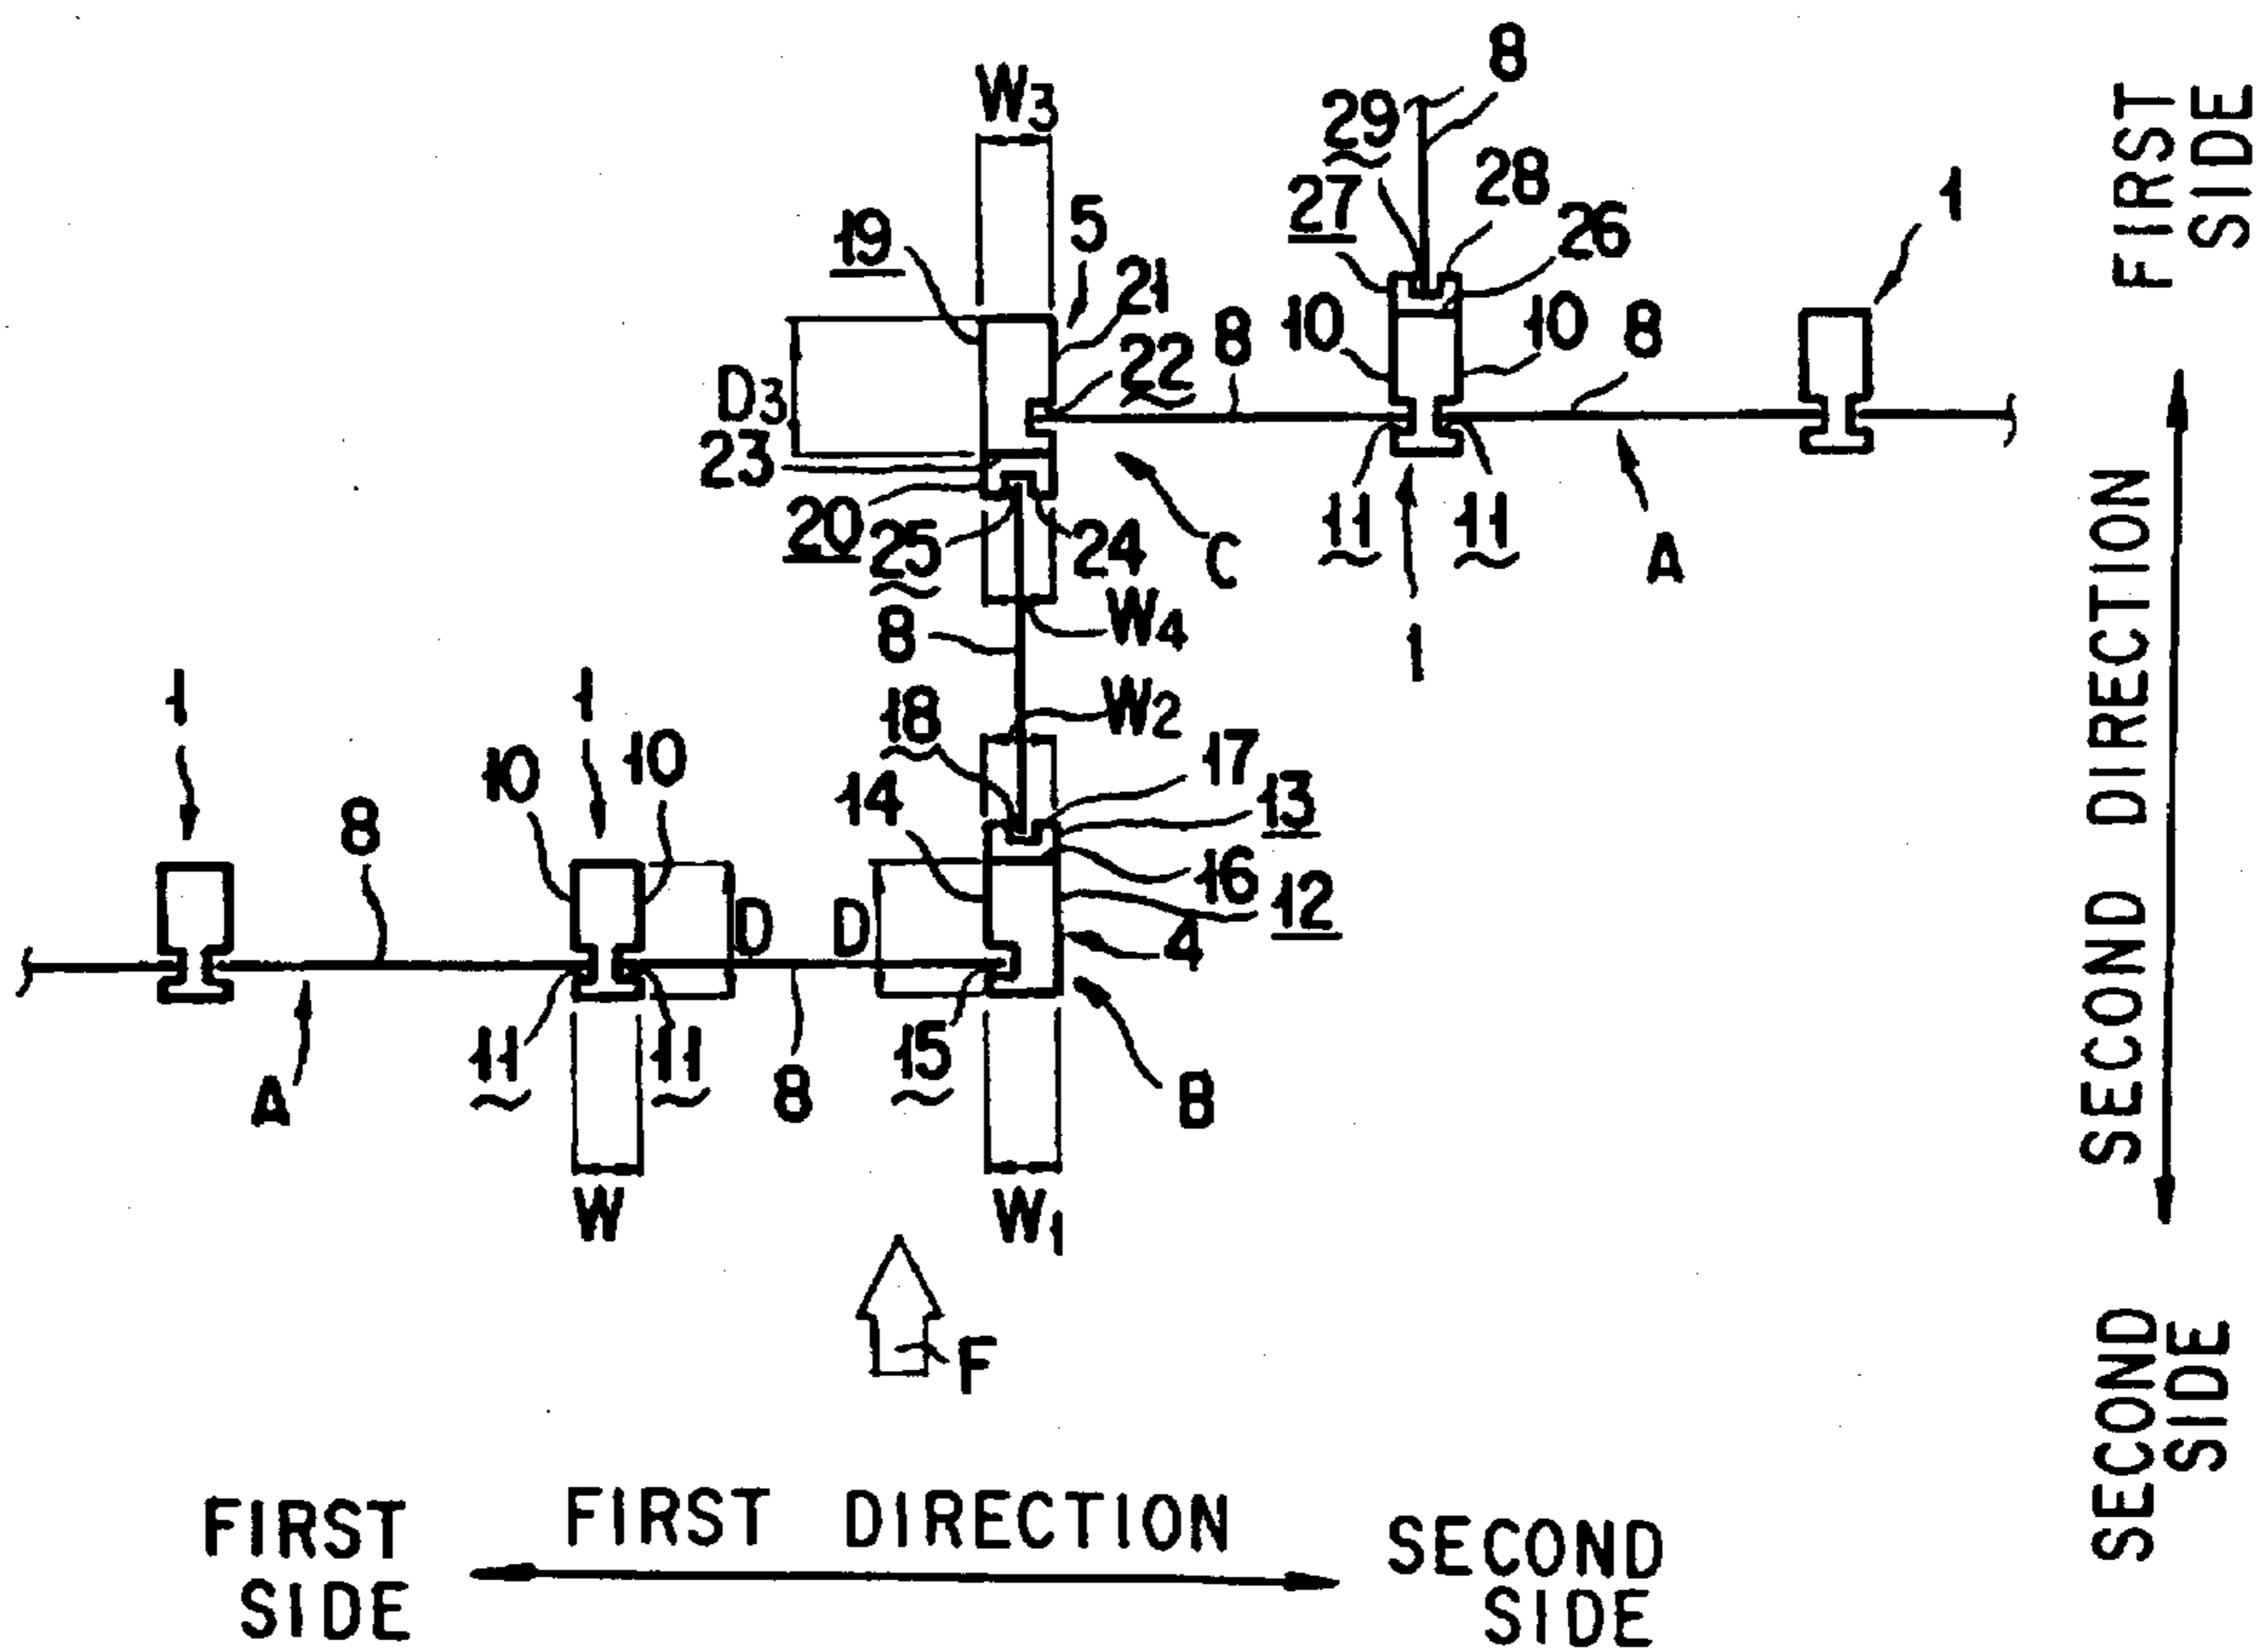 8
W3
29
28
1
27
26
5
19
21
10
10
8
8
22
D3
23
20
25
24
C
11
11
A
8
W4
1
18
W2
1
1
17
10
10
14
13
8
16
12
D
D
4
11
11
15
8
B
A
W
W1
F
FIRST SIDE
SECOND DIRECTION
SECOND SIDE
FIRST
SIDE
FIRST DIRECTION
SECOND
SIDE